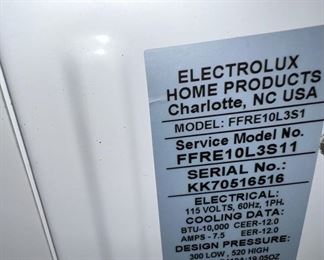 ELECTROLUX
HOME PRODUCTS
Charlotte, NC USA
MODEL: FFRE10L3S1
Service Model No.
FFRE10L3S11
SERIAL No.:
KK70516516
ELECTRICAL:
115 VOLTS, 60Hz, 1PH.
COOLING DATA:
BTU-10,000 CEER-12.0
AMPS - 7.5 EER-12.0
DESIGN PRESSURE:
300 LOW , 520 HIGH